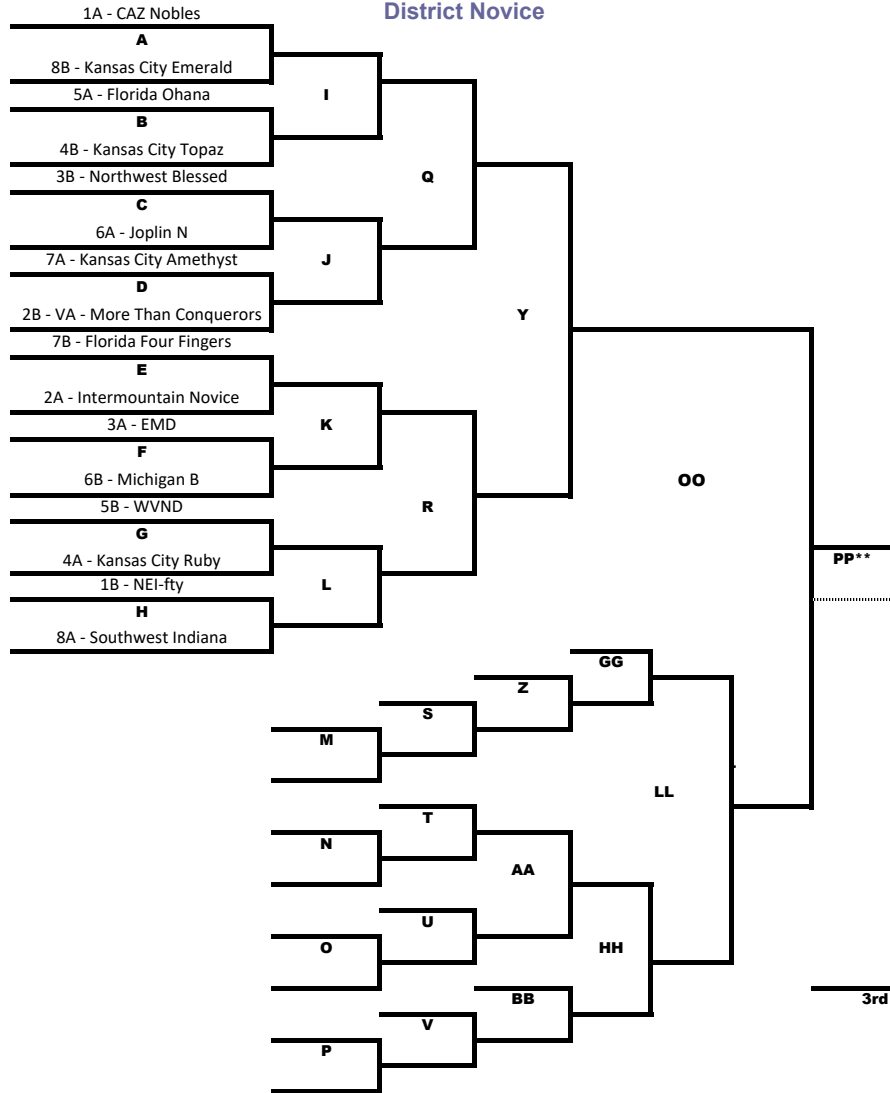 District Novice
1A - CAZ Nobles
A
8B - Kansas City Emerald
5A - Florida Ohana
I
B
4B - Kansas City Topaz
3B - Northwest Blessed
Q
C
6A - Joplin N
7A - Kansas City Amethyst
J
D
2B - VA - More Than Conquerors
Y
7B - Florida Four Fingers
E
2A - Intermountain Novice
3A - EMD
K
F
6B - Michigan B
OO
5B - WVND
R
G
4A - Kansas City Ruby
PP**
1B - NEI-fty
L
H
8A - Southwest Indiana
GG
Z
S
M
LL
T
N
AA
U
O
HH
BB
3rd
V
P